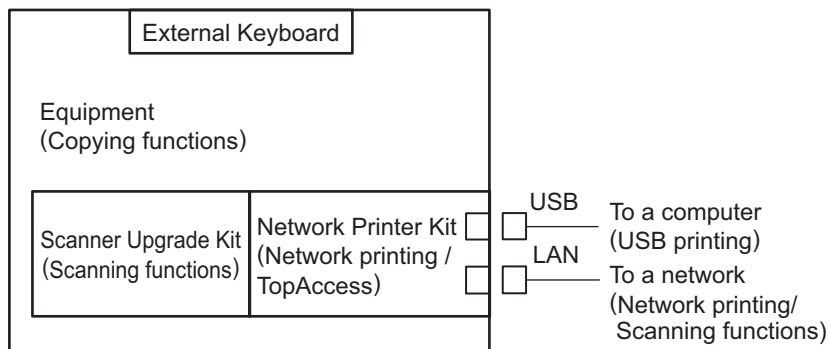 External Keyboard
Equipment
(Copying functions)
Scanner Upgrade Kit
(Scanning functions)
Network Printer Kit
(Network printing /
TopAccess)
USB
To a computer
(USB printing)
LAN
To a network
(Network printing/
Scanning functions)